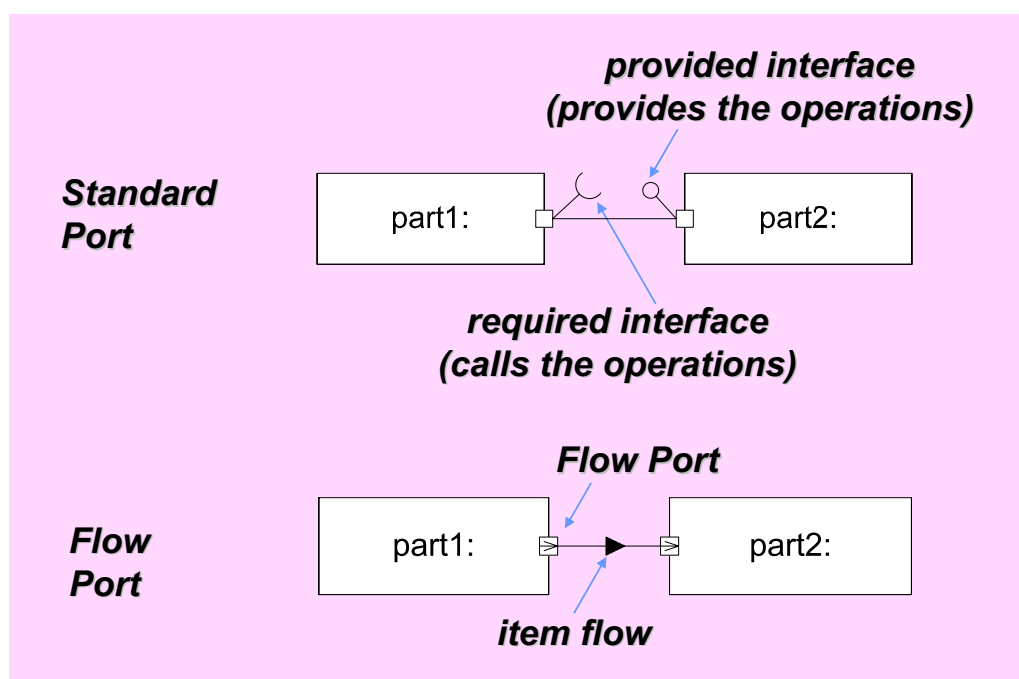 provided interface
(provides the operations)
Standard
Port
part1:
part2:
required interface
(calls the operations)
Flow Port
Flow
Port
part1:
part2:
item flow